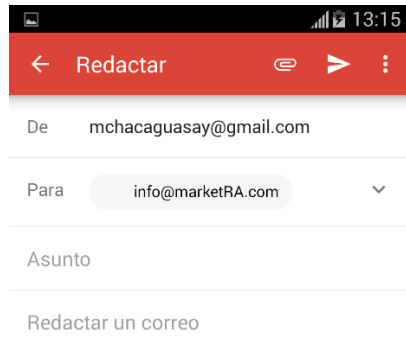 13:15
Redactar
De mchacaguasay@gmail.com
Para info@marketRA.com
Asunto
Redactar un correo